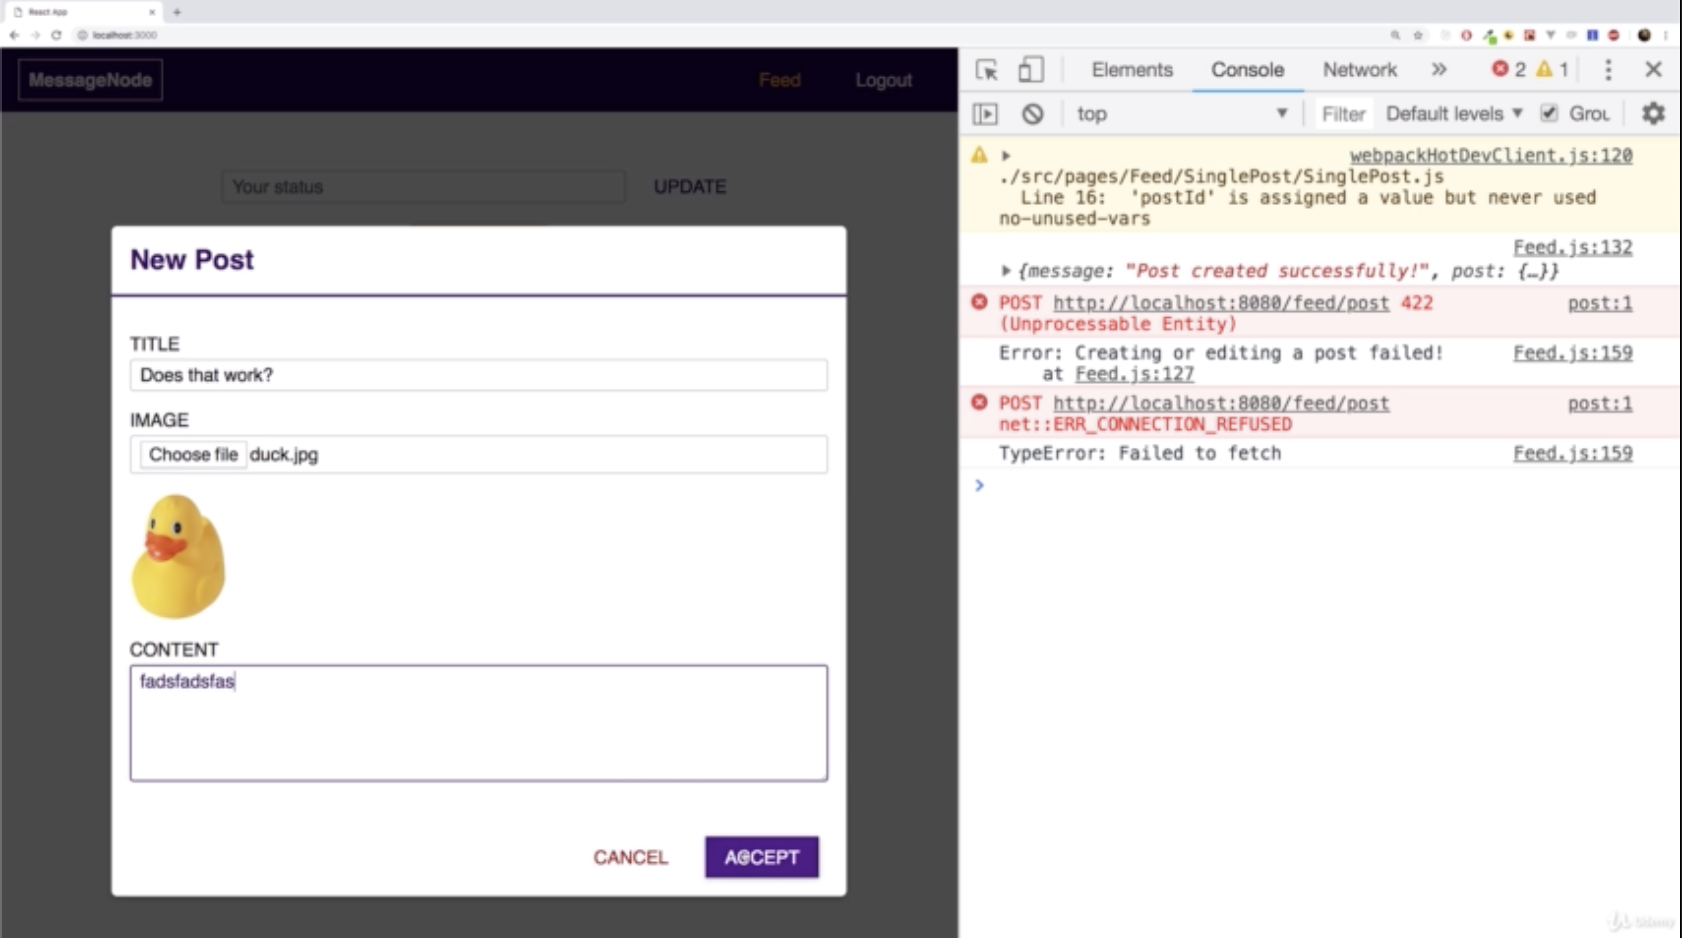 React App
localhost:3000
MessageNode
Feed
Logout
Your status
UPDATE
New Post
TITLE
Does that work?
IMAGE
Choose file duck.jpg
CONTENT
fadsfadsfas
CANCEL
ACCEPT
Elements Console Network » 2 1
top Filter Default levels
webpackHotDevClient.js:120
./src/pages/Feed/SinglePost/SinglePost.js
Line 16: 'postId' is assigned a value but never used
no-unused-vars
Feed.js:132
{message: "Post created successfully!", post: {…}}
POST http://localhost:8080/feed/post 422 post:1
(Unprocessable Entity)
Error: Creating or editing a post failed! Feed.js:159
at Feed.js:127
POST http://localhost:8080/feed/post post:1
net::ERR_CONNECTION_REFUSED
TypeError: Failed to fetch Feed.js:159
Udemy